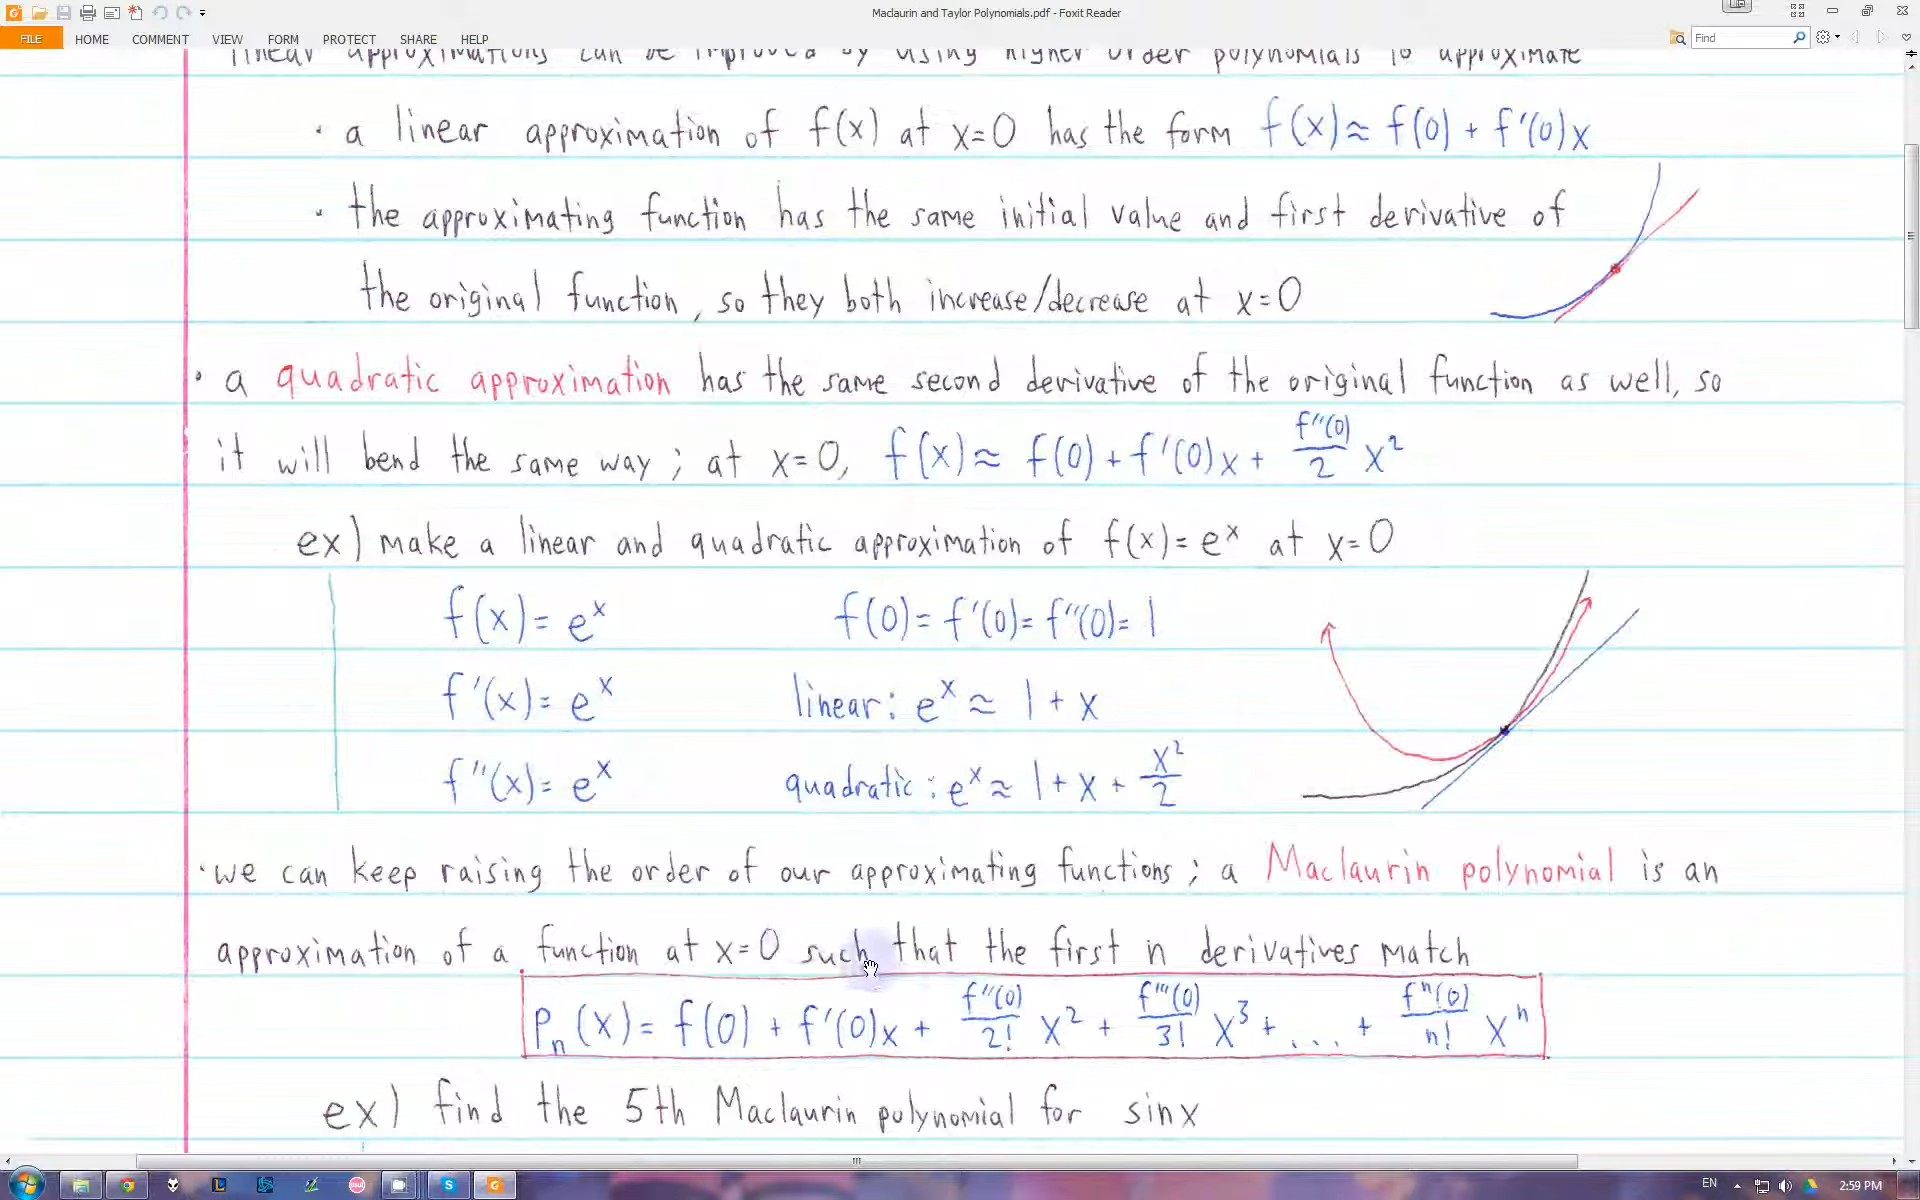 Maclaurin and Taylor Polynomials.pdf - Foxit Reader
FILE HOME COMMENT VIEW FORM PROTECT SHARE HELP Find
linear approximations can be improved by using higher order polynomials to approximate
· a linear approximation of f(x) at x=0 has the form f(x)≈ f(0) + f'(0)x
· the approximating function has the same initial value and first derivative of
the original function, so they both increase/decrease at x=0
· a quadratic approximation has the same second derivative of the original function as well, so
it will bend the same way; at x=0, f(x)≈ f(0)+f'(0)x + f''(0)/2 x²
ex) make a linear and quadratic approximation of f(x)= eˣ at x=0
f(x)= eˣ f(0)= f'(0)= f''(0)= 1
f'(x)= eˣ linear: eˣ ≈ 1 + x
f''(x)= eˣ quadratic: eˣ≈ 1 + x + x²/2
· we can keep raising the order of our approximating functions; a Maclaurin polynomial is an
approximation of a function at x=0 such that the first n derivatives match
Pₙ(x)= f(0) + f'(0)x + f''(0)/2! x² + f'''(0)/3! x³ + ... + fⁿ(0)/n! xⁿ
ex) find the 5th Maclaurin polynomial for sinx
EN 2:59 PM